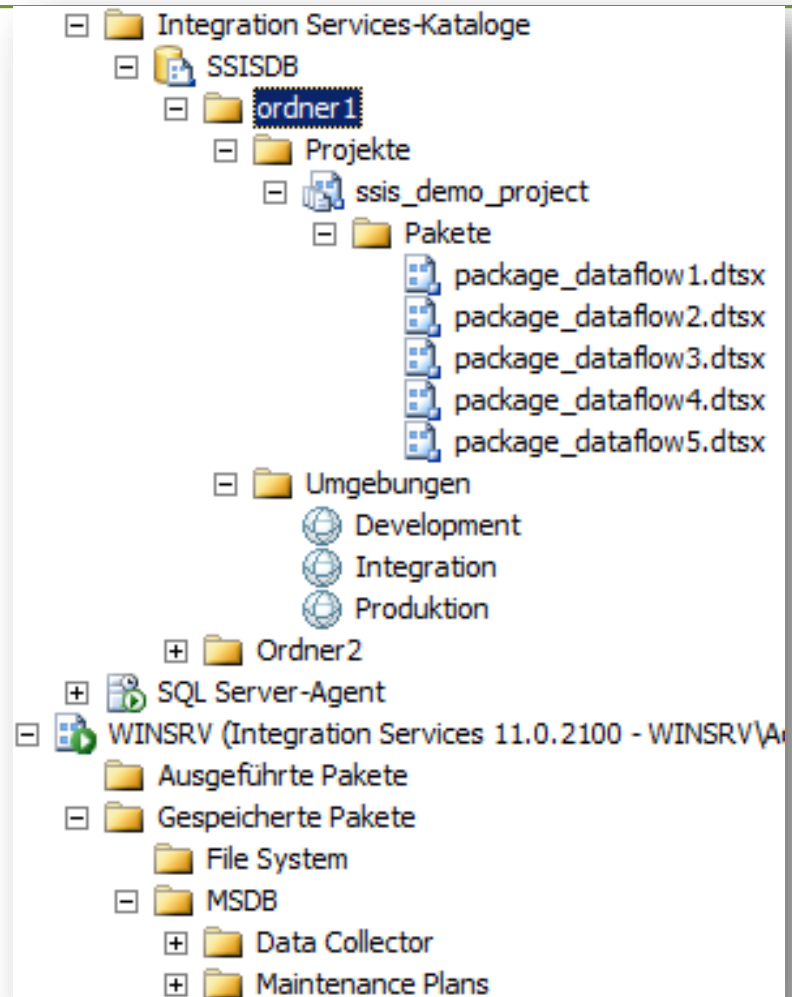 Integration Services-Kataloge
SSISDB
ordner1
Projekte
ssis_demo_project
Pakete
package_dataflow1.dtsx
package_dataflow2.dtsx
package_dataflow3.dtsx
package_dataflow4.dtsx
package_dataflow5.dtsx
Umgebungen
Development
Integration
Produktion
Ordner2
SQL Server-Agent
WINSRV (Integration Services 11.0.2100 - WINSRV\A
Ausgeführte Pakete
Gespeicherte Pakete
File System
MSDB
Data Collector
Maintenance Plans